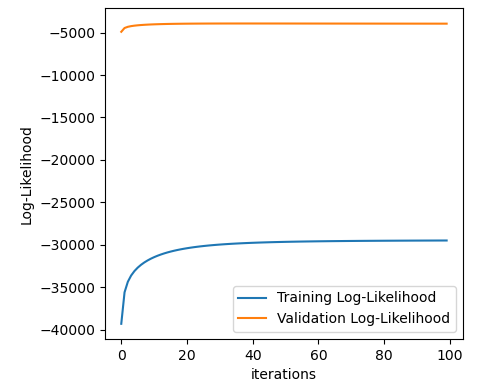 Log-Likelihood
−5000
−10000
−15000
−20000
−25000
−30000
−35000
−40000
0 20 40 60 80 100
iterations
Training Log-Likelihood
Validation Log-Likelihood